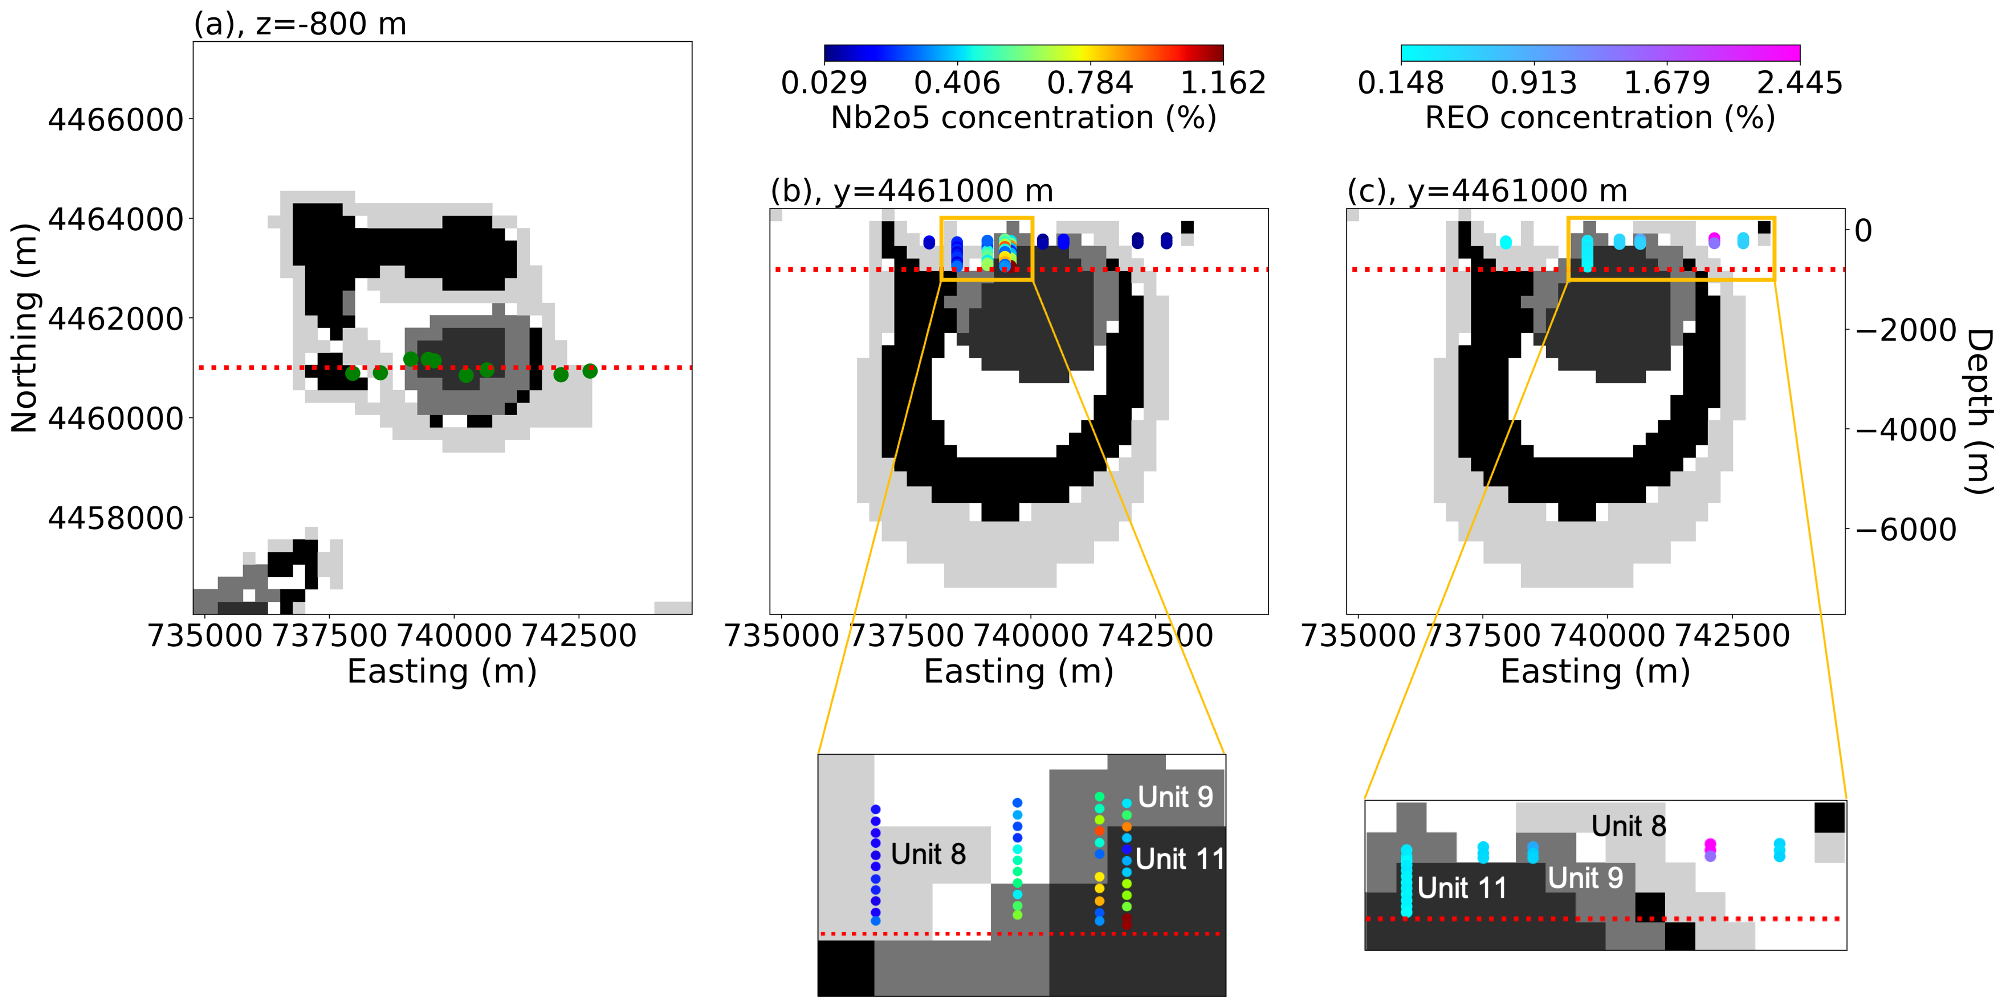 (a), z=-800 m
4466000
4464000
4462000
4460000
4458000
Northing (m)
735000 737500 740000 742500
Easting (m)
0.029 0.406 0.784 1.162
Nb2o5 concentration (%)
(b), y=4461000 m
735000 737500 740000 742500
Easting (m)
0.148 0.913 1.679 2.445
REO concentration (%)
(c), y=4461000 m
0
−2000
−4000
−6000
Depth (m)
735000 737500 740000 742500
Easting (m)
Unit 9
Unit 8
Unit 11
Unit 8
Unit 9
Unit 11